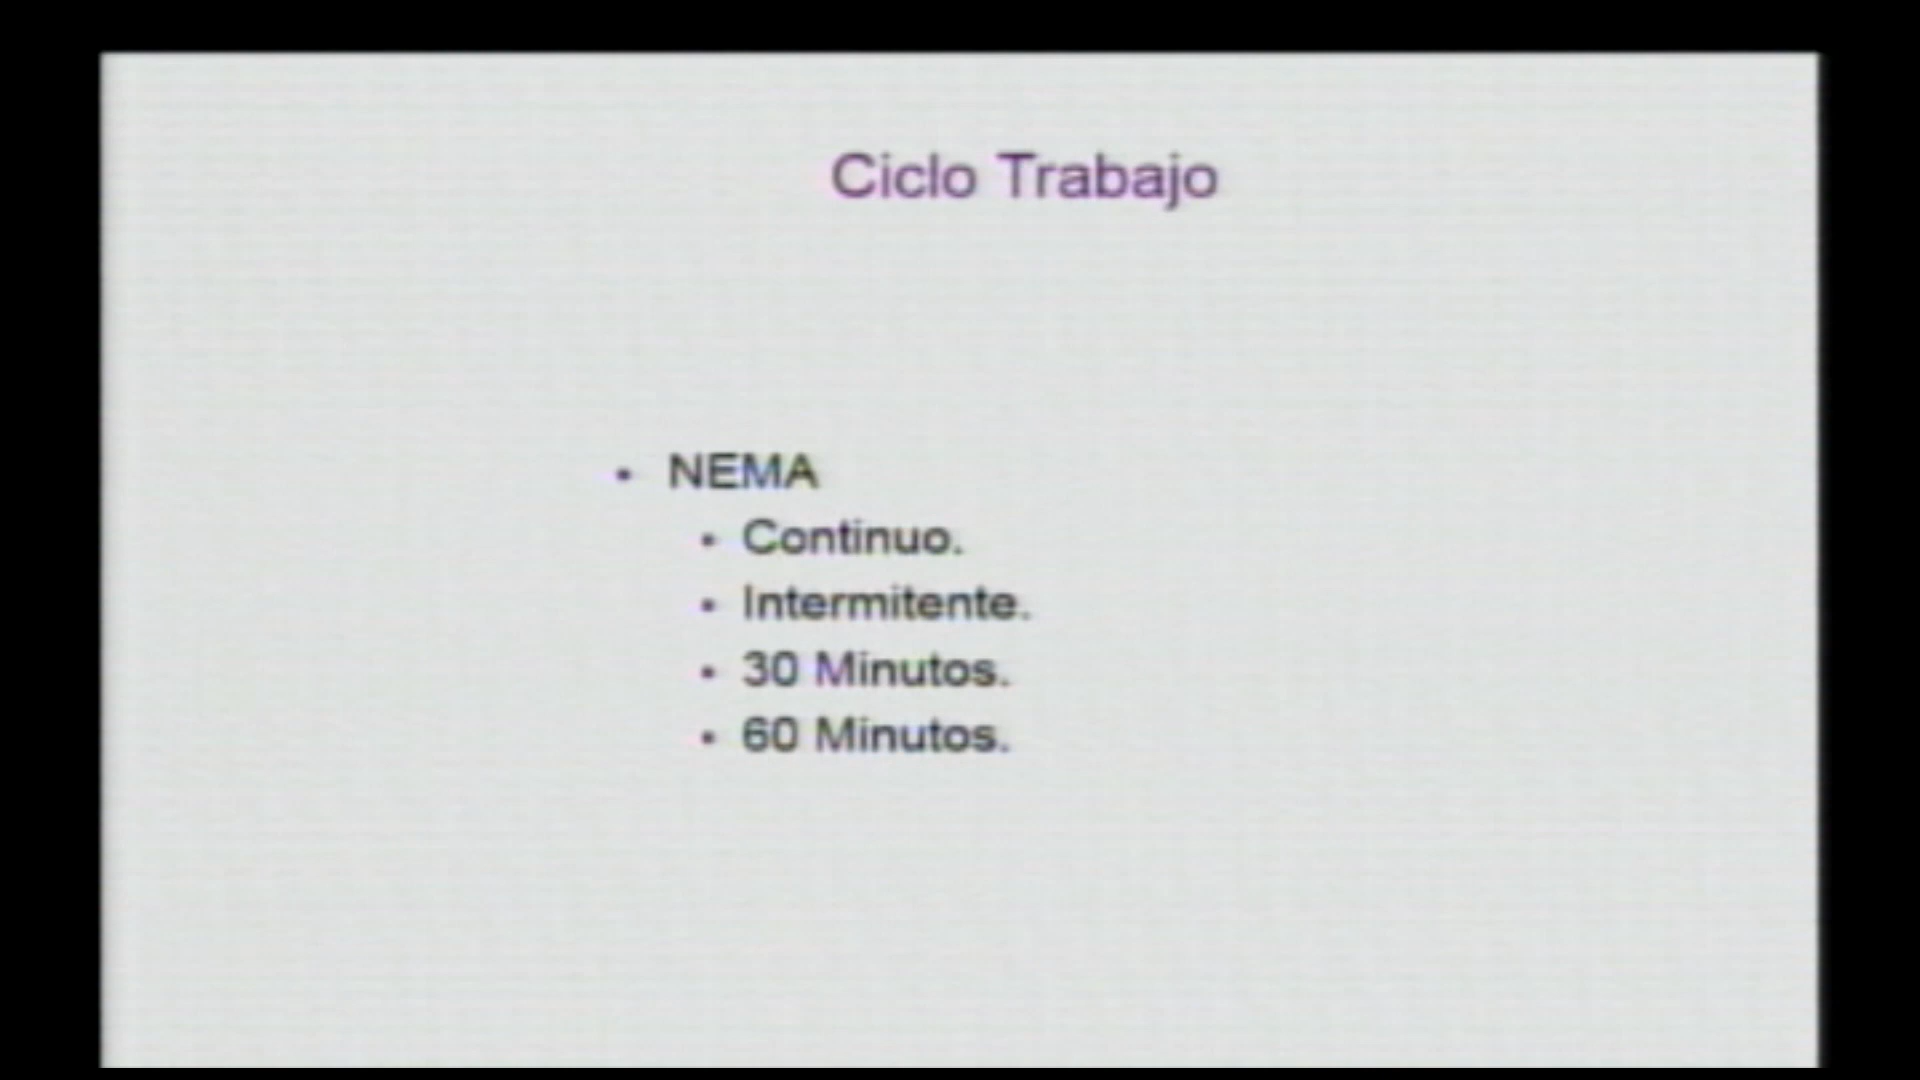 Ciclo Trabajo
• NEMA
• Continuo.
• Intermitente.
• 30 Minutos.
• 60 Minutos.